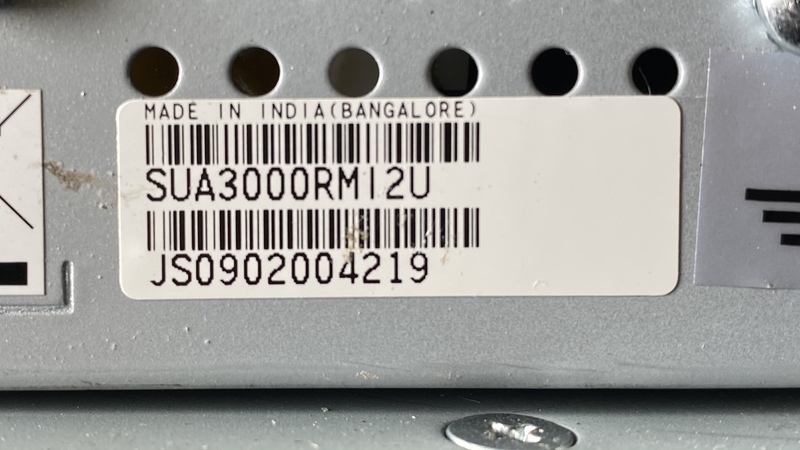 MADE IN INDIA(BANGALORE)
SUA3000RMI2U
JS0902004219